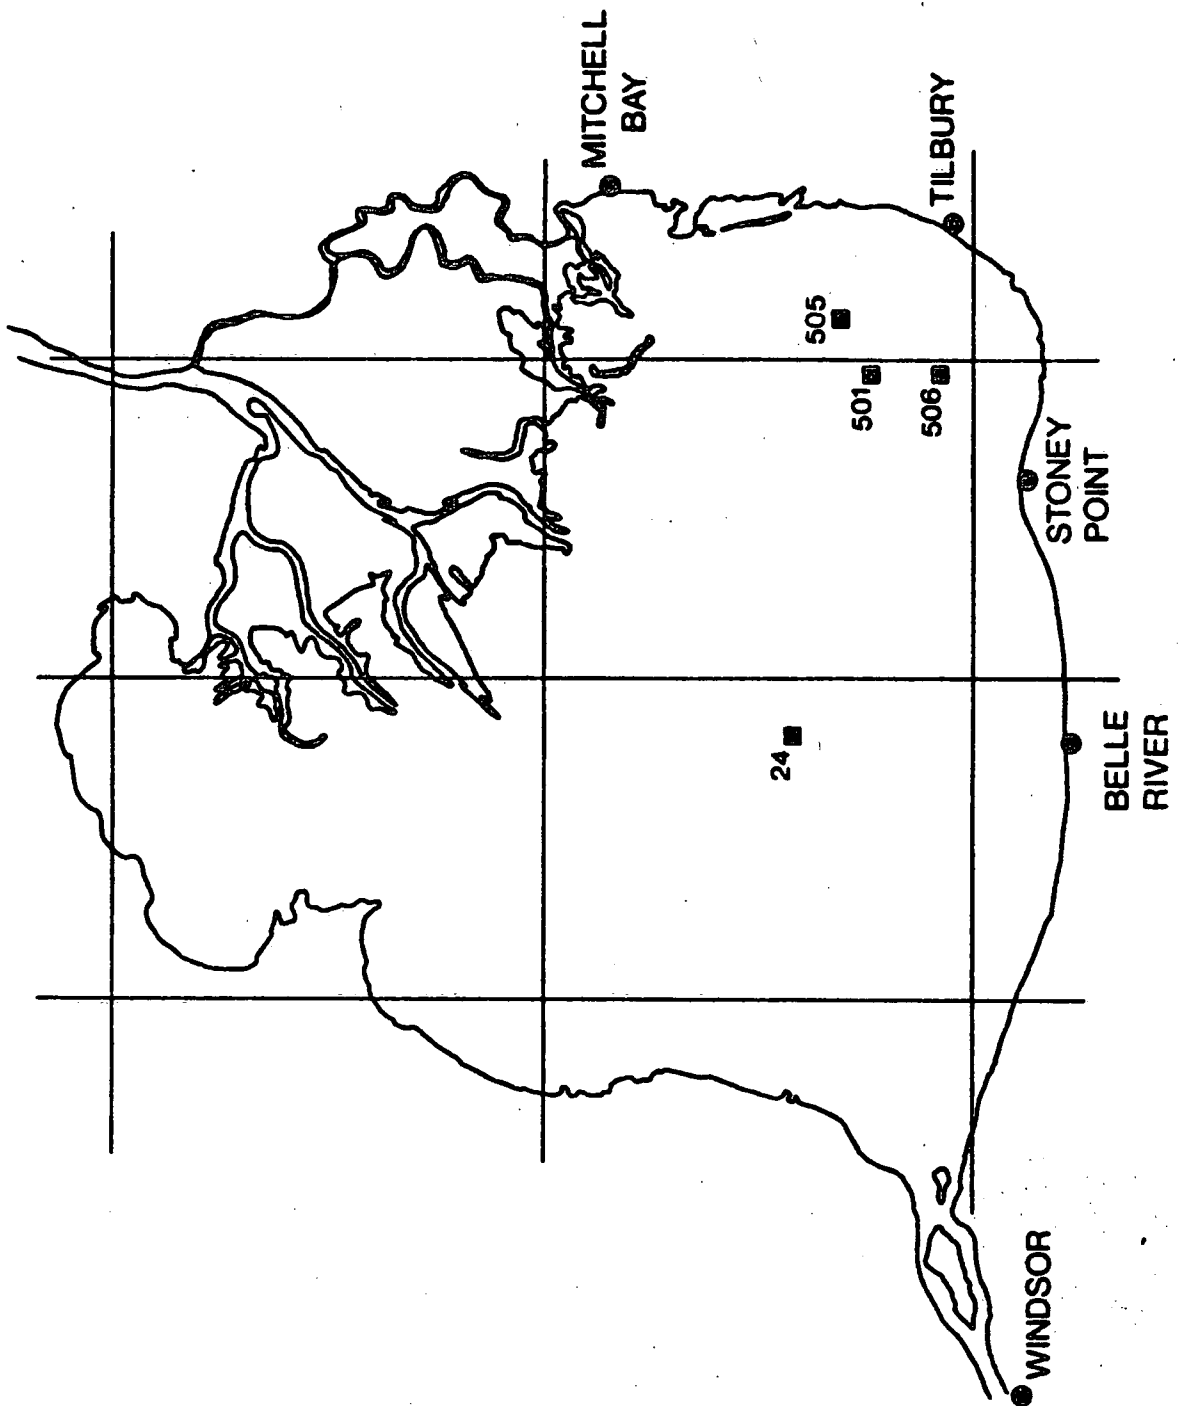 MITCHELL
BAY
TILBURY
505
501
506
STONEY
POINT
24
BELLE
RIVER
WINDSOR